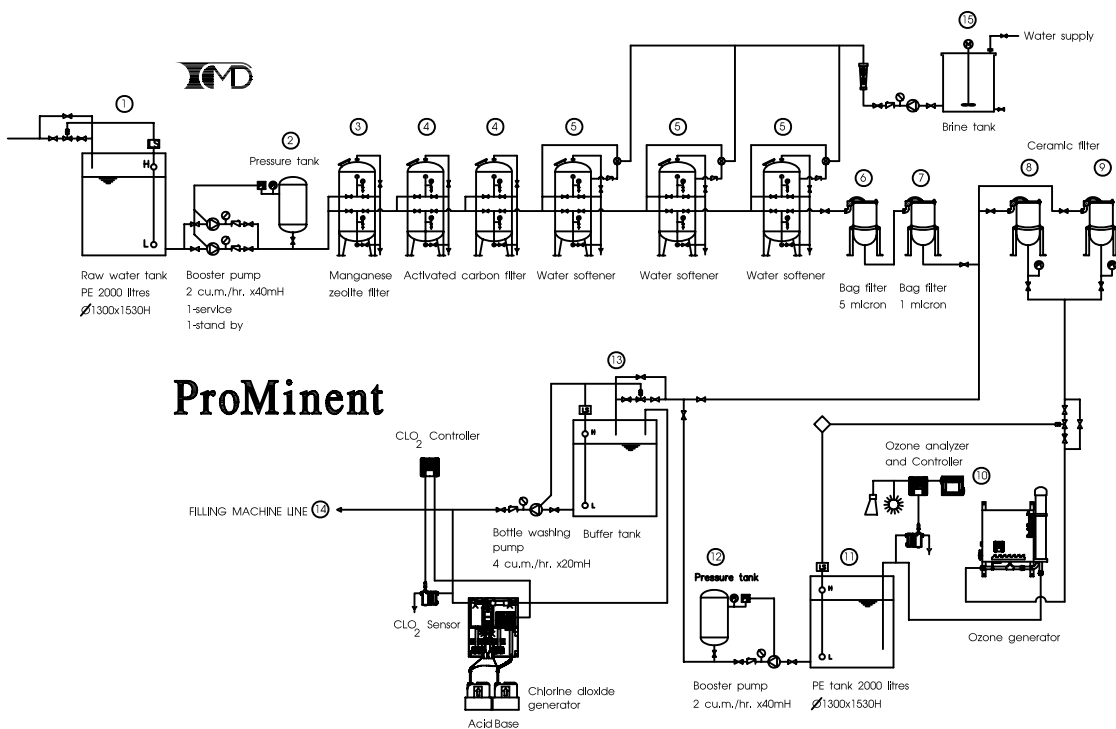 15
Water supply
CMD
1
2
3
4
4
5
5
5
Pressure tank
Brine tank
Ceramic filter
6
7
8
9
H
L
Raw water tank
PE 2000 litres
Ø1300x1530H
Booster pump
2 cu.m./hr. x40mH
1-service
1-stand by
Manganese
zeolite filter
Activated carbon filter
Water softener
Water softener
Water softener
Bag filter
5 micron
Bag filter
1 micron
13
ProMinent
LS
H
L
CLO2 Controller
Ozone analyzer
and Controller
10
FILLING MACHINE LINE
14
Bottle washing
pump
4 cu.m./hr. x20mH
Buffer tank
12
11
Pressure tank
LS
H
L
CLO2 Sensor
Ozone generator
Booster pump
2 cu.m./hr. x40mH
PE tank 2000 litres
Ø1300x1530H
Chlorine dioxide
generator
Acid Base